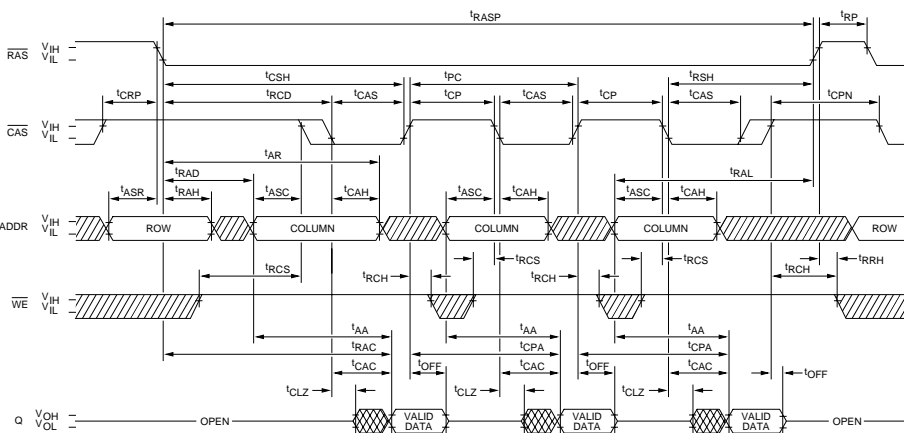 tRASP tRP
RAS VIH
VIL
tCSH tPC tRSH
tCRP tRCD tCAS tCP tCAS tCP tCAS tCPN
CAS VIH
VIL
tAR
tRAD tRAL
tASR tRAH tASC tCAH tASC tCAH tASC tCAH
ADDR VIH
VIL
ROW COLUMN COLUMN COLUMN ROW
tRCS tRCH tRCS tRCH tRCS tRCH tRRH
WE VIH
VIL
tAA tAA tAA
tRAC tCPA tCPA
tCAC tOFF tCAC tOFF tCAC tOFF
tCLZ tCLZ tCLZ
Q VOH
VOL
OPEN VALID DATA VALID DATA VALID DATA OPEN